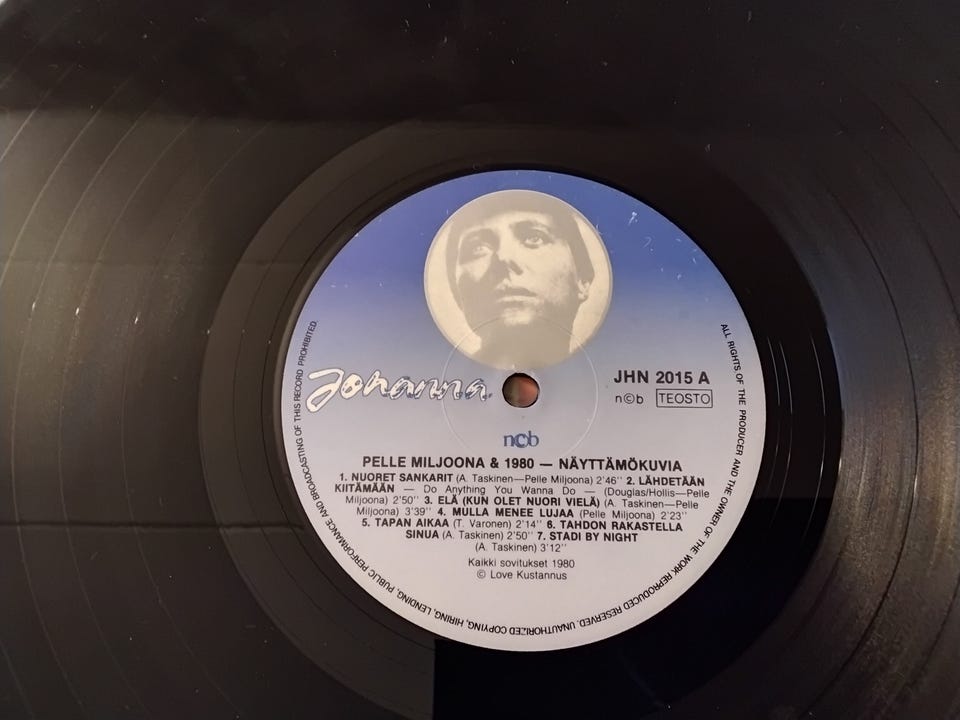 Johanna
JHN 2015 A
n©b TEOSTO
ncb
PELLE MILJOONA & 1980 — NÄYTTÄMÖKUVIA
1. NUORET SANKARIT (A. Taskinen—Pelle Miljoona) 2'46'' 2. LÄHDETÄÄN
KIITÄMÄÄN — Do Anything You Wanna Do — (Douglas/Hollis—Pelle
Miljoona) 2'50'' 3. ELÄ (KUN OLET NUORI VIELÄ) (A. Taskinen—Pelle
Miljoona) 3'39'' 4. MULLA MENEE LUJAA (Pelle Miljoona) 2'23''
5. TAPAN AIKAA (T. Varonen) 2'14'' 6. TAHDON RAKASTELLA
SINUA (A. Taskinen) 2'50'' 7. STADI BY NIGHT
(A. Taskinen) 3'12''
Kaikki sovitukset 1980
© Love Kustannus
ALL RIGHTS OF THE PRODUCER AND THE OWNER OF THE WORK REPRODUCED RESERVED. UNAUTHORIZED COPYING, HIRING, LENDING, PUBLIC PERFORMANCE AND BROADCASTING OF THIS RECORD PROHIBITED